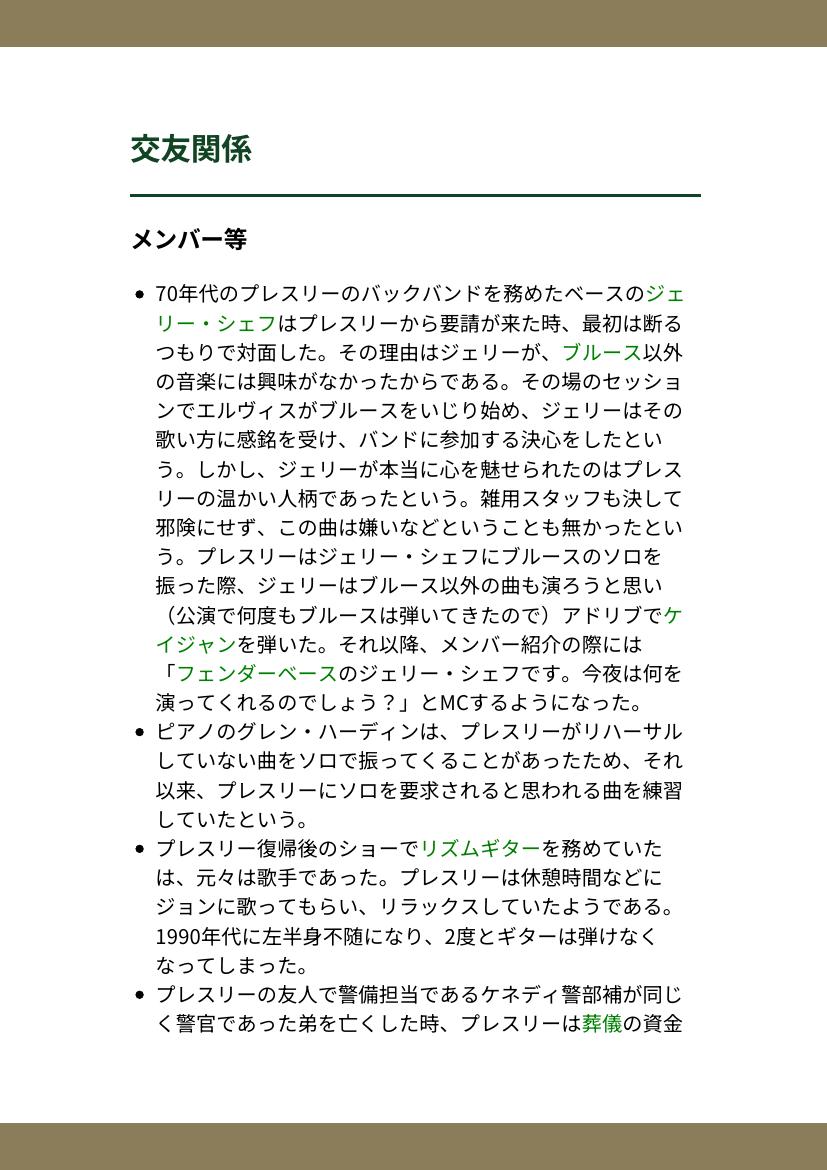 交友関係
メンバー等
70年代のプレスリーのバックバンドを務めたベースのジェ
リー・シェフはプレスリーから要請が来た時、最初は断る
つもりで対面した。その理由はジェリーが、ブルース以外
の音楽には興味がなかったからである。その場のセッショ
ンでエルヴィスがブルースをいじり始め、ジェリーはその
歌い方に感銘を受け、バンドに参加する決心をしたとい
う。しかし、ジェリーが本当に心を魅せられたのはプレス
リーの温かい人柄であったという。雑用スタッフも決して
邪険にせず、この曲は嫌いなどということも無かったとい
う。プレスリーはジェリー・シェフにブルースのソロを
振った際、ジェリーはブルース以外の曲も演ろうと思い
（公演で何度もブルースは弾いてきたので）アドリブでケ
イジャンを弾いた。それ以降、メンバー紹介の際には
「フェンダーベースのジェリー・シェフです。今夜は何を
演ってくれるのでしょう？」とMCするようになった。
ピアノのグレン・ハーディンは、プレスリーがリハーサル
していない曲をソロで振ってくることがあったため、それ
以来、プレスリーにソロを要求されると思われる曲を練習
していたという。
プレスリー復帰後のショーでリズムギターを務めていた
は、元々は歌手であった。プレスリーは休憩時間などに
ジョンに歌ってもらい、リラックスしていたようである。
1990年代に左半身不随になり、2度とギターは弾けなく
なってしまった。
プレスリーの友人で警備担当であるケネディ警部補が同じ
く警官であった弟を亡くした時、プレスリーは葬儀の資金